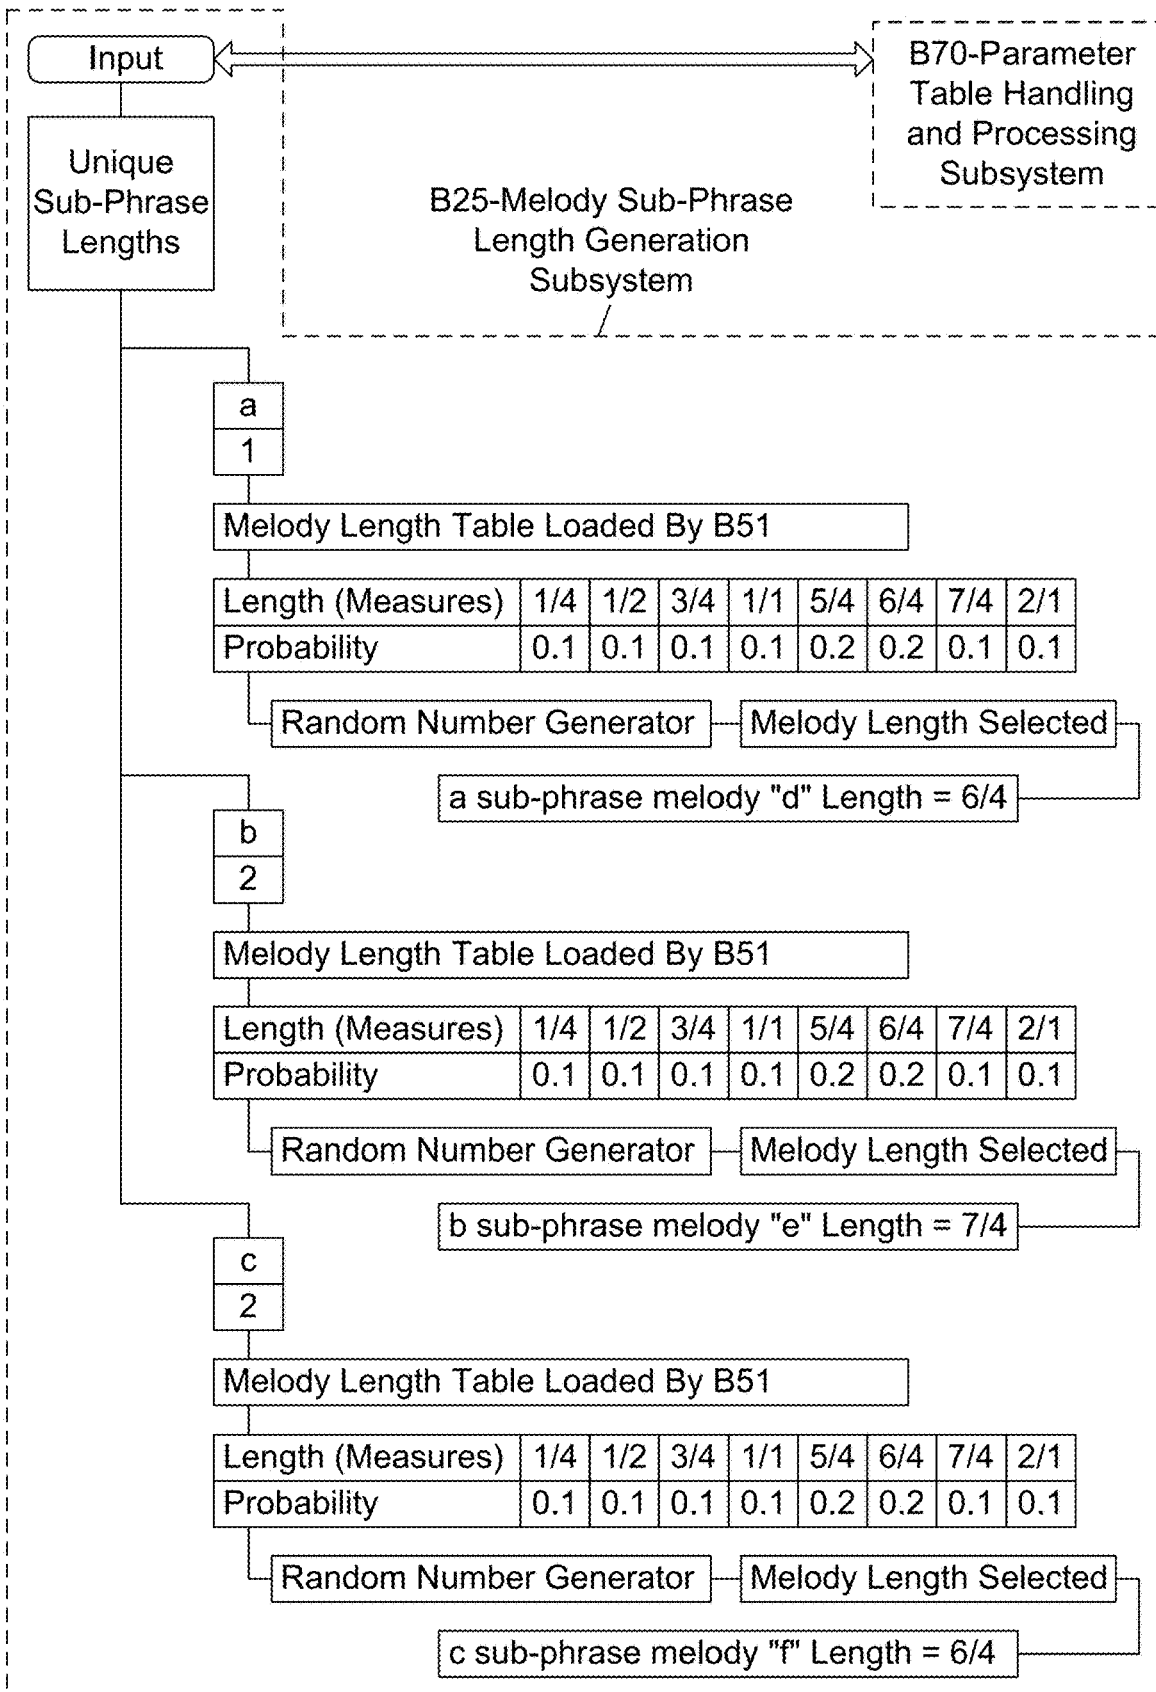 Input
B70-Parameter
Table Handling
and Processing
Subsystem
Unique
Sub-Phrase
Lengths
B25-Melody Sub-Phrase
Length Generation
Subsystem
a
1
Melody Length Table Loaded By B51
Length (Measures) 1/4 1/2 3/4 1/1 5/4 6/4 7/4 2/1
Probability 0.1 0.1 0.1 0.1 0.2 0.2 0.1 0.1
Random Number Generator Melody Length Selected
a sub-phrase melody "d" Length = 6/4
b
2
Melody Length Table Loaded By B51
Length (Measures) 1/4 1/2 3/4 1/1 5/4 6/4 7/4 2/1
Probability 0.1 0.1 0.1 0.1 0.2 0.2 0.1 0.1
Random Number Generator Melody Length Selected
b sub-phrase melody "e" Length = 7/4
c
2
Melody Length Table Loaded By B51
Length (Measures) 1/4 1/2 3/4 1/1 5/4 6/4 7/4 2/1
Probability 0.1 0.1 0.1 0.1 0.2 0.2 0.1 0.1
Random Number Generator Melody Length Selected
c sub-phrase melody "f" Length = 6/4